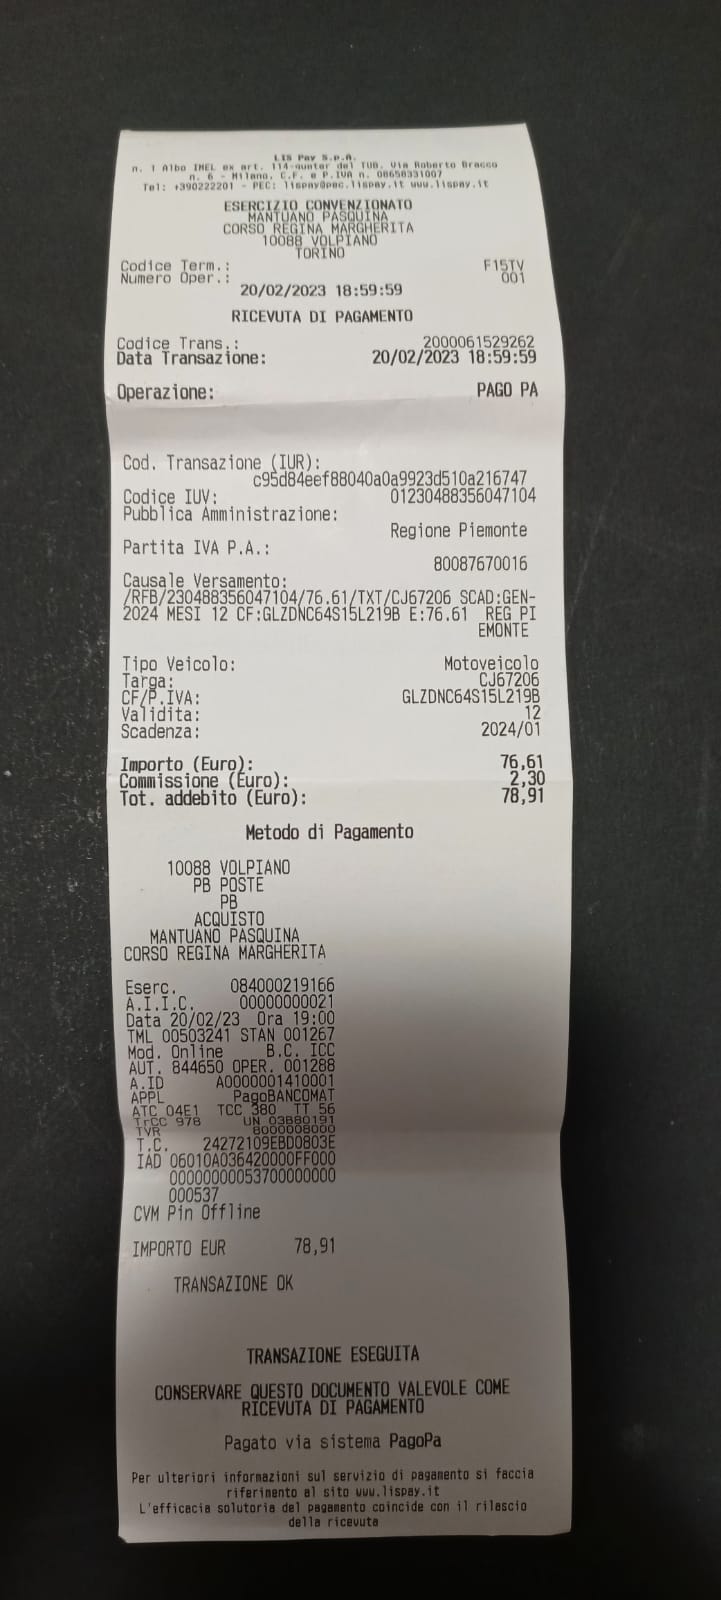 LIS Pay S.p.A.
n. 1 Albo IMEL ex art. 114-quater del TUB. Via Roberto Bracco
n. 6 - Milano. C.F. e P.IVA n. 08658331007
Tel: +390222201 - PEC: lispay@pec.lispay.it www.lispay.it
ESERCIZIO CONVENZIONATO
MANTUANO PASQUINA
CORSO REGINA MARGHERITA
10088 VOLPIANO
TORINO
Codice Term.: F15TV
Numero Oper.: 001
20/02/2023 18:59:59
RICEVUTA DI PAGAMENTO
Codice Trans.: 2000061529262
Data Transazione: 20/02/2023 18:59:59
Operazione: PAGO PA
Cod. Transazione (IUR):
c95d84eef88040a0a9923d510a216747
Codice IUV: 01230488356047104
Pubblica Amministrazione:
Regione Piemonte
Partita IVA P.A.:
80087670016
Causale Versamento:
/RFB/230488356047104/76.61/TXT/CJ67206 SCAD:GEN-
2024 MESI 12 CF:GLZDNC64S15L219B E:76.61 REG PI
EMONTE
Tipo Veicolo: Motoveicolo
Targa: CJ67206
CF/P.IVA: GLZDNC64S15L219B
Validita: 12
Scadenza: 2024/01
Importo (Euro): 76,61
Commissione (Euro): 2,30
Tot. addebito (Euro): 78,91
Metodo di Pagamento
10088 VOLPIANO
PB POSTE
PB
ACQUISTO
MANTUANO PASQUINA
CORSO REGINA MARGHERITA
Eserc. 084000219166
A.I.I.C. 00000000021
Data 20/02/23 Ora 19:00
TML 00503241 STAN 001267
Mod. Online B.C. ICC
AUT. 844650 OPER. 001288
A.ID A0000001410001
APPL PagoBANCOMAT
ATC 04E1 TCC 380 TT 56
TrCC 978 UN 03880191
TVR 8000008000
T.C. 24272109EBD0803E
IAD 06010A036420000FF000
00000000053700000000
000537
CVM Pin Offline
IMPORTO EUR 78,91
TRANSAZIONE OK
TRANSAZIONE ESEGUITA
CONSERVARE QUESTO DOCUMENTO VALEVOLE COME
RICEVUTA DI PAGAMENTO
Pagato via sistema PagoPa
Per ulteriori informazioni sul servizio di pagamento si faccia
riferimento al sito www.lispay.it
L'efficacia solutoria del pagamento coincide con il rilascio
della ricevuta